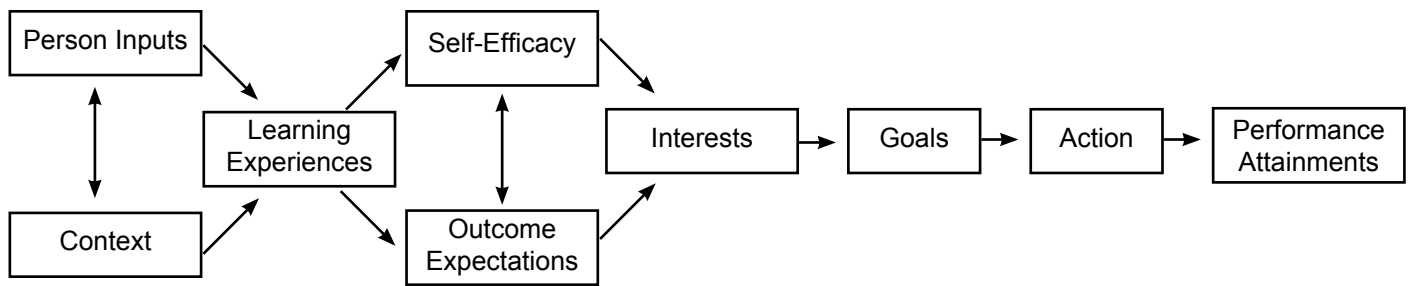 Person Inputs
Self-Efficacy
Learning
Experiences
Interests
Goals
Action
Performance
Attainments
Context
Outcome
Expectations